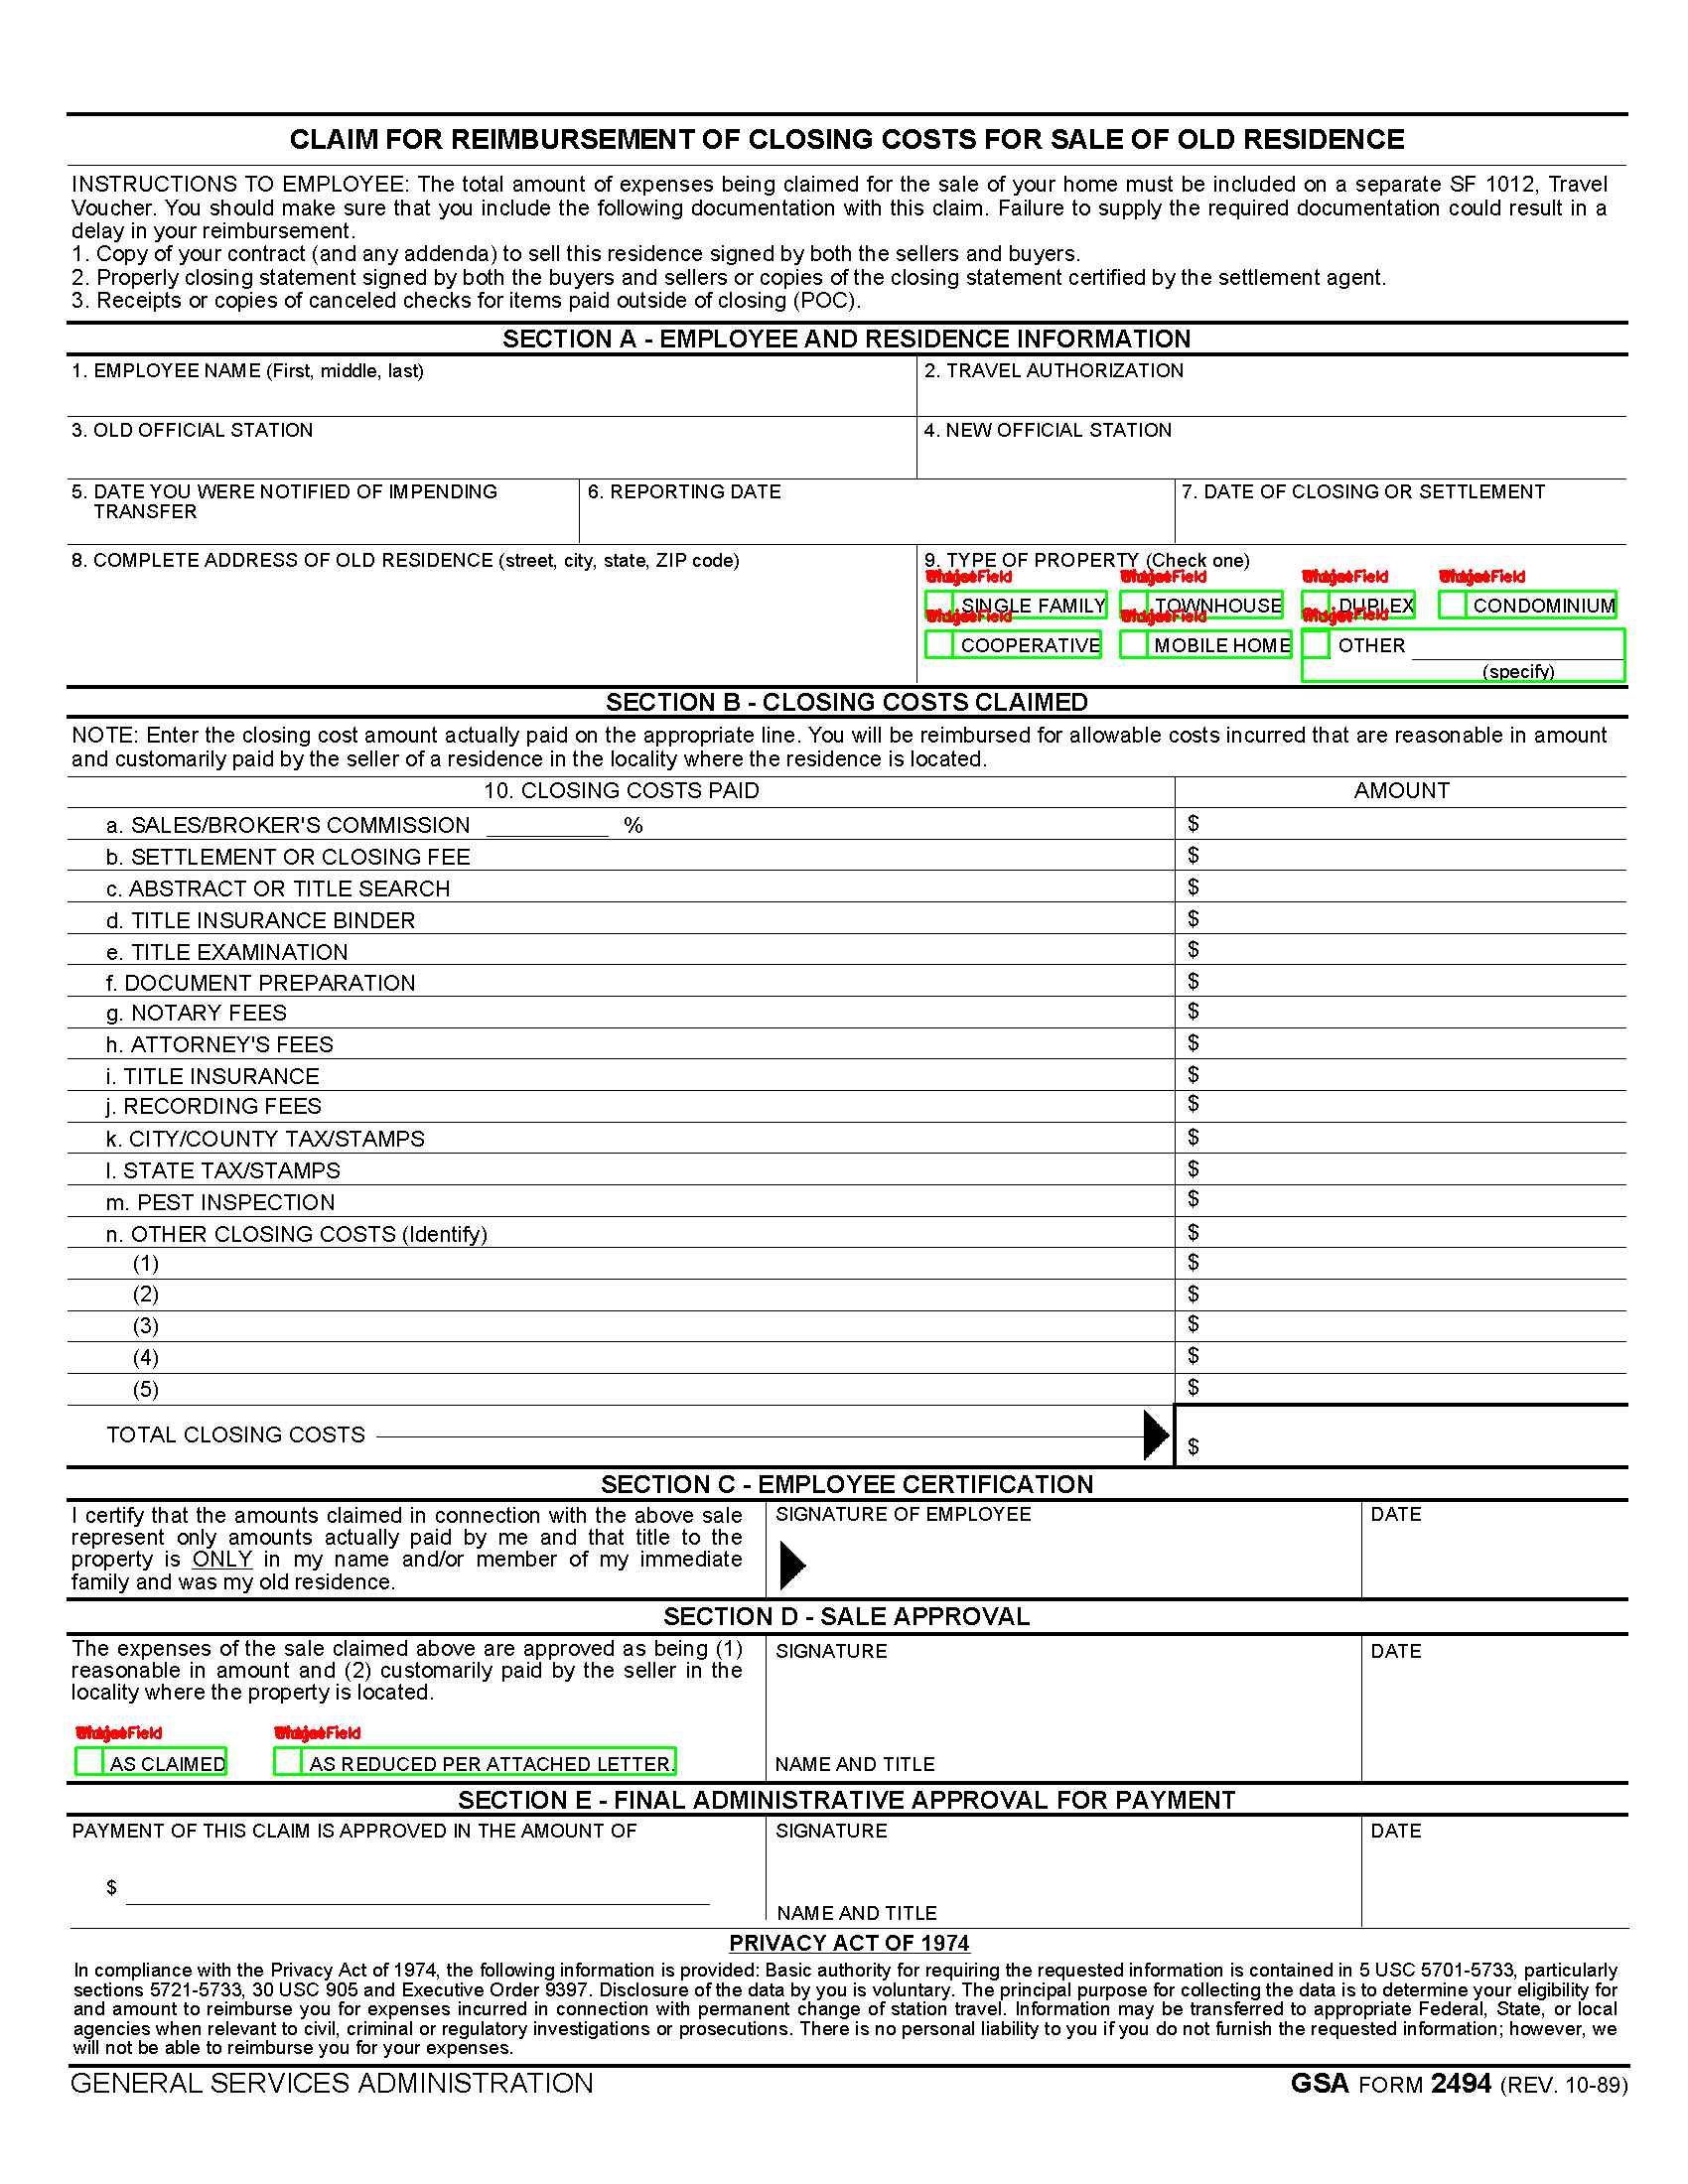 CLAIM FOR REIMBURSEMENT OF CLOSING COSTS FOR SALE OF OLD RESIDENCE
INSTRUCTIONS TO EMPLOYEE: The total amount of expenses being claimed for the sale of your home must be included on a separate SF 1012, Travel
Voucher. You should make sure that you include the following documentation with this claim. Failure to supply the required documentation could result in a
delay in your reimbursement.
1. Copy of your contract (and any addenda) to sell this residence signed by both the sellers and buyers.
2. Properly closing statement signed by both the buyers and sellers or copies of the closing statement certified by the settlement agent.
3. Receipts or copies of canceled checks for items paid outside of closing (POC).
SECTION A - EMPLOYEE AND RESIDENCE INFORMATION
1. EMPLOYEE NAME (First, middle, last)
2. TRAVEL AUTHORIZATION
3. OLD OFFICIAL STATION
4. NEW OFFICIAL STATION
5. DATE YOU WERE NOTIFIED OF IMPENDING
TRANSFER
6. REPORTING DATE
7. DATE OF CLOSING OR SETTLEMENT
8. COMPLETE ADDRESS OF OLD RESIDENCE (street, city, state, ZIP code)
9. TYPE OF PROPERTY (Check one)
Field Field Field Field
SINGLE FAMILY TOWNHOUSE DUPLEX CONDOMINIUM
Field Field Field
COOPERATIVE MOBILE HOME OTHER
(specify)
SECTION B - CLOSING COSTS CLAIMED
NOTE: Enter the closing cost amount actually paid on the appropriate line. You will be reimbursed for allowable costs incurred that are reasonable in amount
and customarily paid by the seller of a residence in the locality where the residence is located.
10. CLOSING COSTS PAID AMOUNT
a. SALES/BROKER'S COMMISSION % $
b. SETTLEMENT OR CLOSING FEE $
c. ABSTRACT OR TITLE SEARCH $
d. TITLE INSURANCE BINDER $
e. TITLE EXAMINATION $
f. DOCUMENT PREPARATION $
g. NOTARY FEES $
h. ATTORNEY'S FEES $
i. TITLE INSURANCE $
j. RECORDING FEES $
k. CITY/COUNTY TAX/STAMPS $
l. STATE TAX/STAMPS $
m. PEST INSPECTION $
n. OTHER CLOSING COSTS (Identify) $
(1) $
(2) $
(3) $
(4) $
(5) $
TOTAL CLOSING COSTS $
SECTION C - EMPLOYEE CERTIFICATION
I certify that the amounts claimed in connection with the above sale
represent only amounts actually paid by me and that title to the
property is ONLY in my name and/or member of my immediate
family and was my old residence.
SIGNATURE OF EMPLOYEE
DATE
SECTION D - SALE APPROVAL
The expenses of the sale claimed above are approved as being (1)
reasonable in amount and (2) customarily paid by the seller in the
locality where the property is located.
Field Field
AS CLAIMED AS REDUCED PER ATTACHED LETTER.
SIGNATURE
DATE
NAME AND TITLE
SECTION E - FINAL ADMINISTRATIVE APPROVAL FOR PAYMENT
PAYMENT OF THIS CLAIM IS APPROVED IN THE AMOUNT OF
$
SIGNATURE
DATE
NAME AND TITLE
PRIVACY ACT OF 1974
In compliance with the Privacy Act of 1974, the following information is provided: Basic authority for requiring the requested information is contained in 5 USC 5701-5733, particularly
sections 5721-5733, 30 USC 905 and Executive Order 9397. Disclosure of the data by you is voluntary. The principal purpose for collecting the data is to determine your eligibility for
and amount to reimburse you for expenses incurred in connection with permanent change of station travel. Information may be transferred to appropriate Federal, State, or local
agencies when relevant to civil, criminal or regulatory investigations or prosecutions. There is no personal liability to you if you do not furnish the requested information; however, we
will not be able to reimburse you for your expenses.
GENERAL SERVICES ADMINISTRATION
GSA FORM 2494 (REV. 10-89)